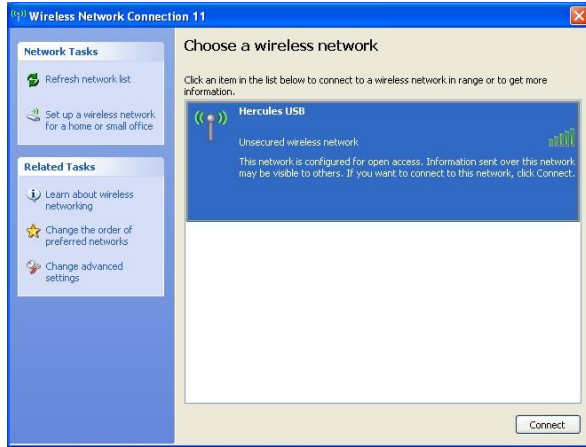 Wireless Network Connection 11
Network Tasks
Refresh network list
Set up a wireless network
for a home or small office
Related Tasks
Learn about wireless
networking
Change the order of
preferred networks
Change advanced
settings
Choose a wireless network
Click an item in the list below to connect to a wireless network in range or to get more
information.
Hercules USB
Unsecured wireless network
This network is configured for open access. Information sent over this network
may be visible to others. If you want to connect to this network, click Connect.
Connect